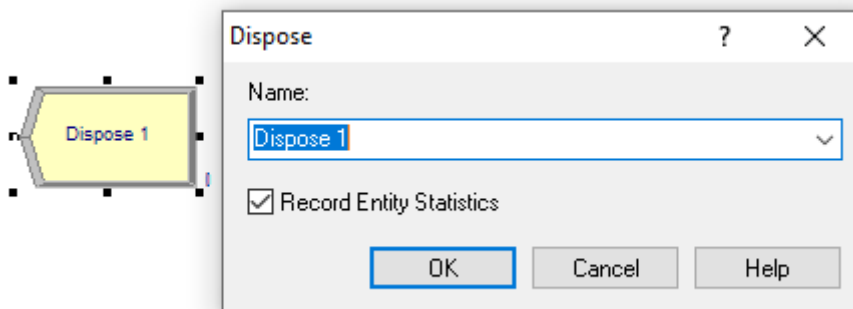 Dispose
?
Name:
Dispose 1
Dispose 1
Record Entity Statistics
OK
Cancel
Help